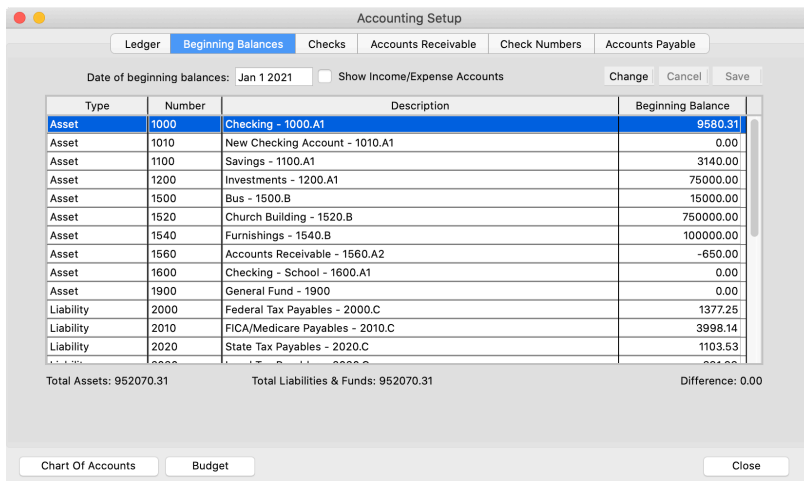 Accounting Setup
Ledger Beginning Balances Checks Accounts Receivable Check Numbers Accounts Payable
Date of beginning balances: Jan 1 2021 Show Income/Expense Accounts Change Cancel Save
Type Number Description Beginning Balance
Asset 1000 Checking - 1000.A1 9580.31
Asset 1010 New Checking Account - 1010.A1 0.00
Asset 1100 Savings - 1100.A1 3140.00
Asset 1200 Investments - 1200.A1 75000.00
Asset 1500 Bus - 1500.B 15000.00
Asset 1520 Church Building - 1520.B 750000.00
Asset 1540 Furnishings - 1540.B 100000.00
Asset 1560 Accounts Receivable - 1560.A2 -650.00
Asset 1600 Checking - School - 1600.A1 0.00
Asset 1900 General Fund - 1900 0.00
Liability 2000 Federal Tax Payables - 2000.C 1377.25
Liability 2010 FICA/Medicare Payables - 2010.C 3998.14
Liability 2020 State Tax Payables - 2020.C 1103.53
Total Assets: 952070.31 Total Liabilities & Funds: 952070.31 Difference: 0.00
Chart Of Accounts Budget Close